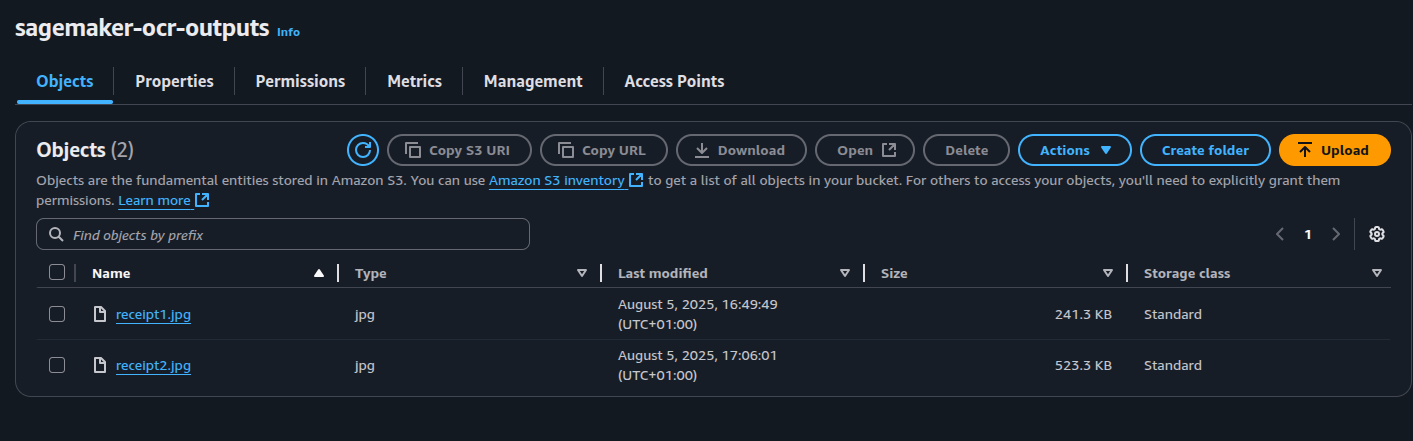 sagemaker-ocr-outputs Info
Objects Properties Permissions Metrics Management Access Points
Objects (2) Copy S3 URI Copy URL Download Open Delete Actions Create folder Upload
Objects are the fundamental entities stored in Amazon S3. You can use Amazon S3 Inventory to get a list of all objects in your bucket. For others to access your objects, you'll need to explicitly grant them
permissions. Learn more
Find objects by prefix 1
Name Type Last modified Size Storage class
receipt1.jpg jpg August 5, 2025, 16:49:49 (UTC+01:00) 241.3 KB Standard
receipt2.jpg jpg August 5, 2025, 17:06:01 (UTC+01:00) 523.3 KB Standard